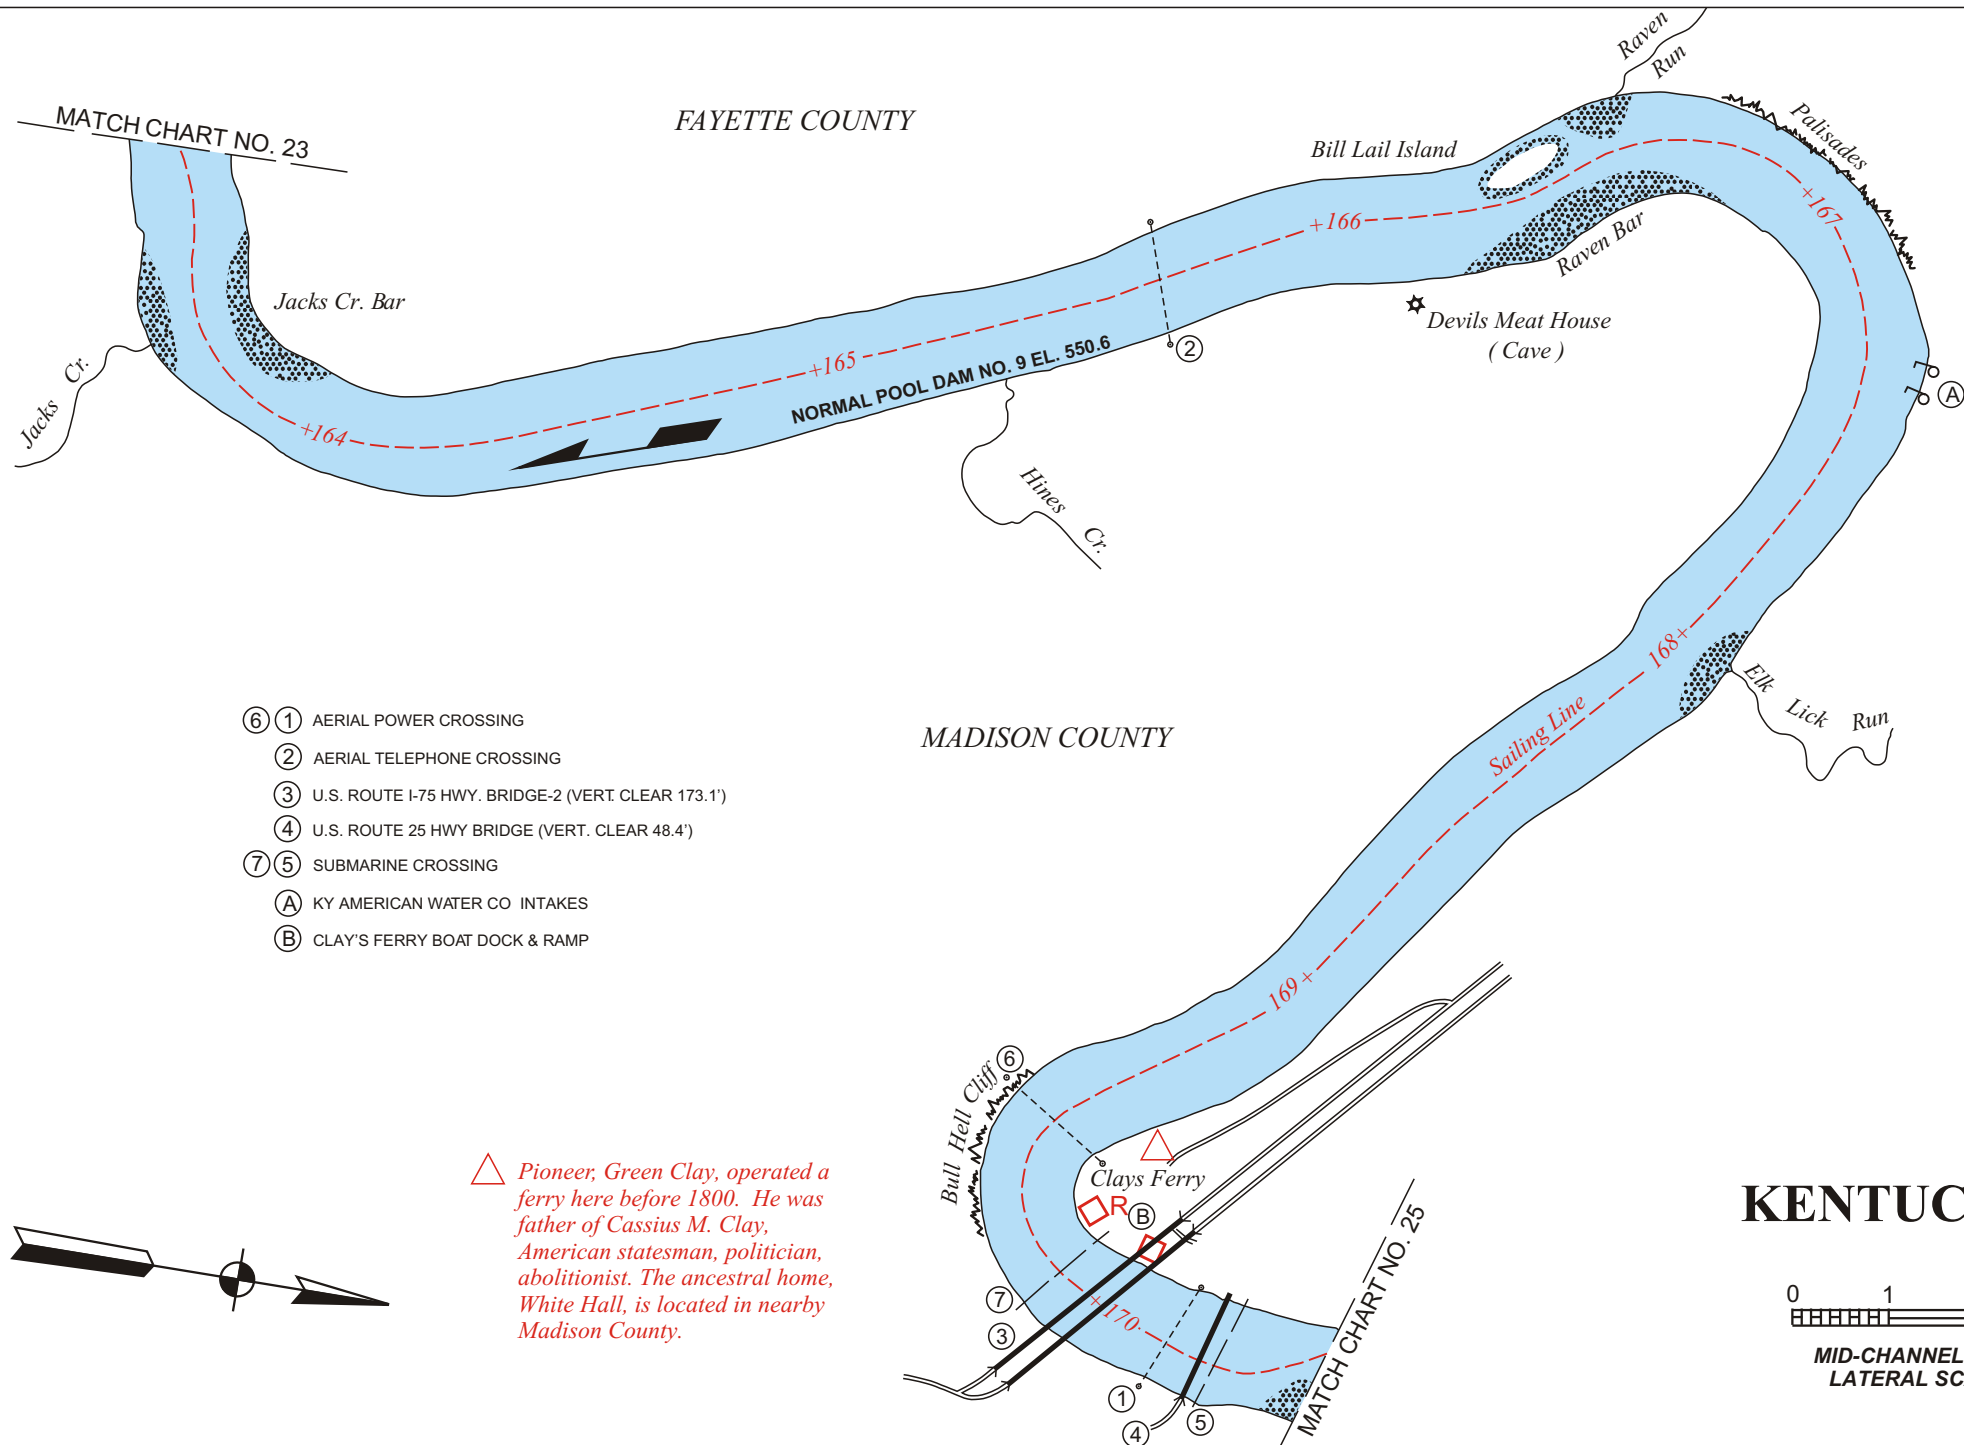 MATCH CHART NO. 23
FAYETTE COUNTY
Raven
Run
Palisades
Bill Lail Island
+166
+167
Raven Bar
Jacks Cr. Bar
Devils Meat House
( Cave )
2
+165
NORMAL POOL DAM NO. 9 EL. 550.6
A
Jacks Cr.
+164
Hines Cr.
168+
Elk Lick Run
Sailing Line
MADISON COUNTY
6 1 AERIAL POWER CROSSING
2 AERIAL TELEPHONE CROSSING
3 U.S. ROUTE I-75 HWY. BRIDGE-2 (VERT. CLEAR 173.1')
4 U.S. ROUTE 25 HWY BRIDGE (VERT. CLEAR 48.4')
7 5 SUBMARINE CROSSING
A KY AMERICAN WATER CO INTAKES
B CLAY'S FERRY BOAT DOCK & RAMP
169 +
6
Bull Hell Cliff
Clays Ferry
R
B
Pioneer, Green Clay, operated a
ferry here before 1800. He was
father of Cassius M. Clay,
American statesman, politician,
abolitionist. The ancestral home,
White Hall, is located in nearby
Madison County.
7
3
+170
1
4
5
MATCH CHART NO. 25
KENTUC
0 1
MID-CHANNEL
LATERAL SC